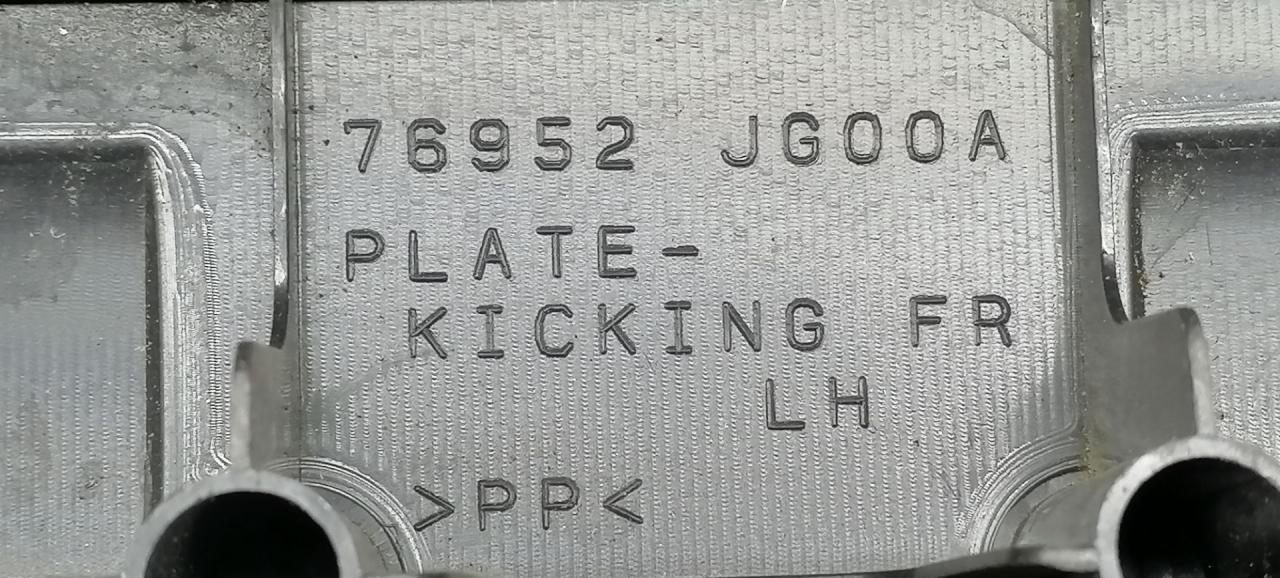 76952 JG00A
PLATE-
KICKING FR
LH
>PP<